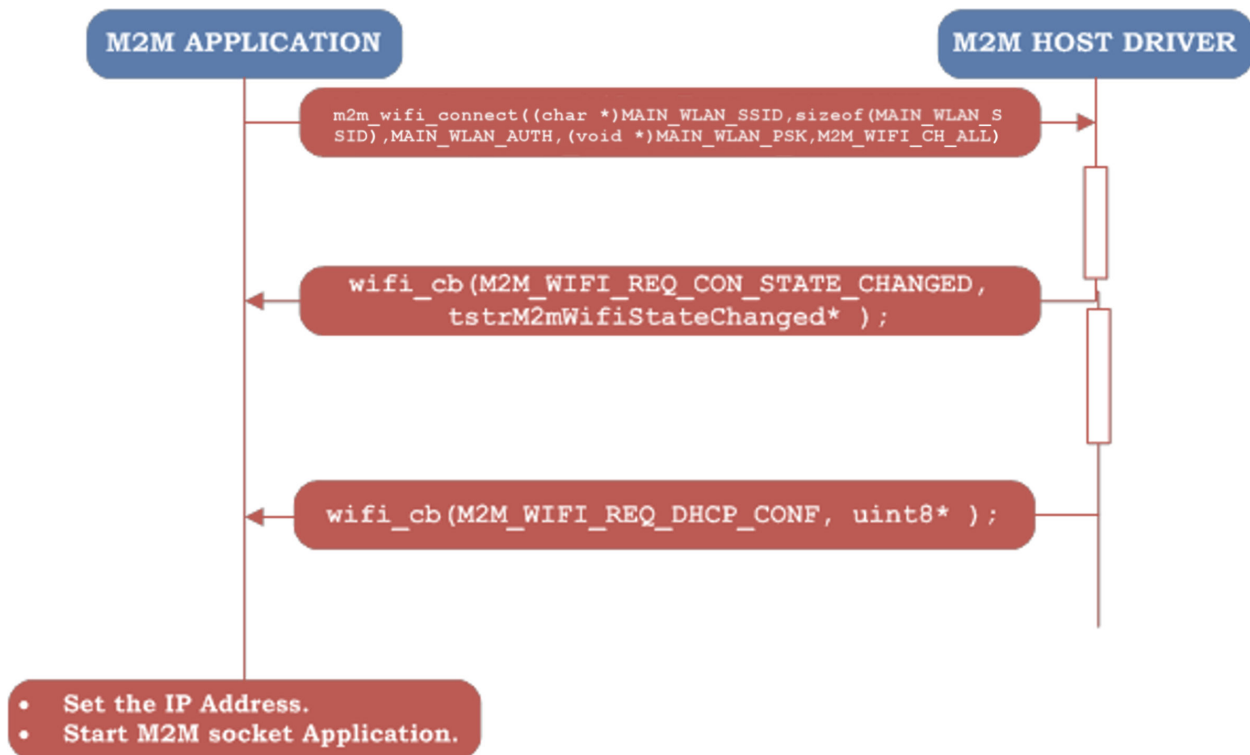 M2M APPLICATION
M2M HOST DRIVER
m2m_wifi_connect((char *)MAIN_WLAN_SSID,sizeof(MAIN_WLAN_S
SID),MAIN_WLAN_AUTH,(void *)MAIN_WLAN_PSK,M2M_WIFI_CH_ALL)
wifi_cb(M2M_WIFI_REQ_CON_STATE_CHANGED,
tstrM2mWifiStateChanged* );
wifi_cb(M2M_WIFI_REQ_DHCP_CONF, uint8* );
• Set the IP Address.
• Start M2M socket Application.